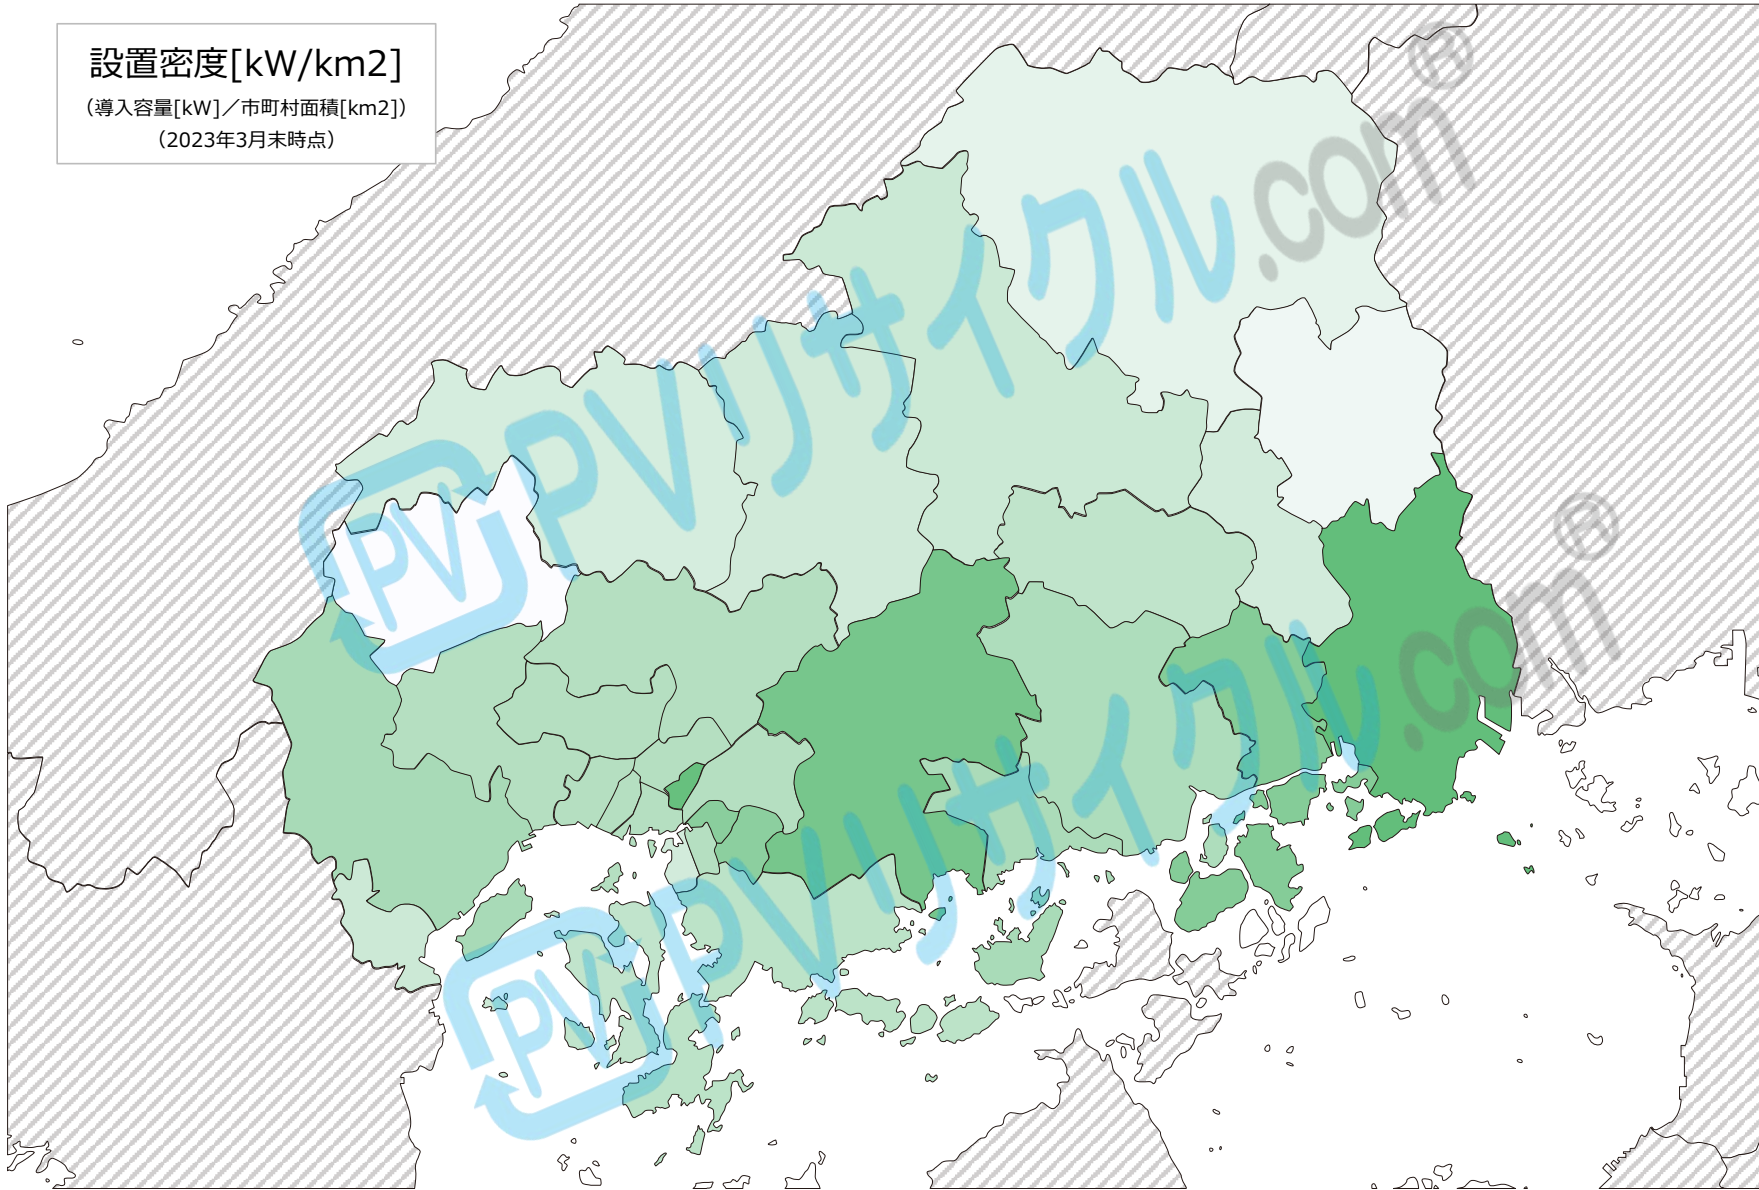 設置密度[kW/km2]
（導入容量[kW]／市町村面積[km2]）
（2023年3月末時点）
PV PVリサイクル.com®
PV PVリサイクル.com®